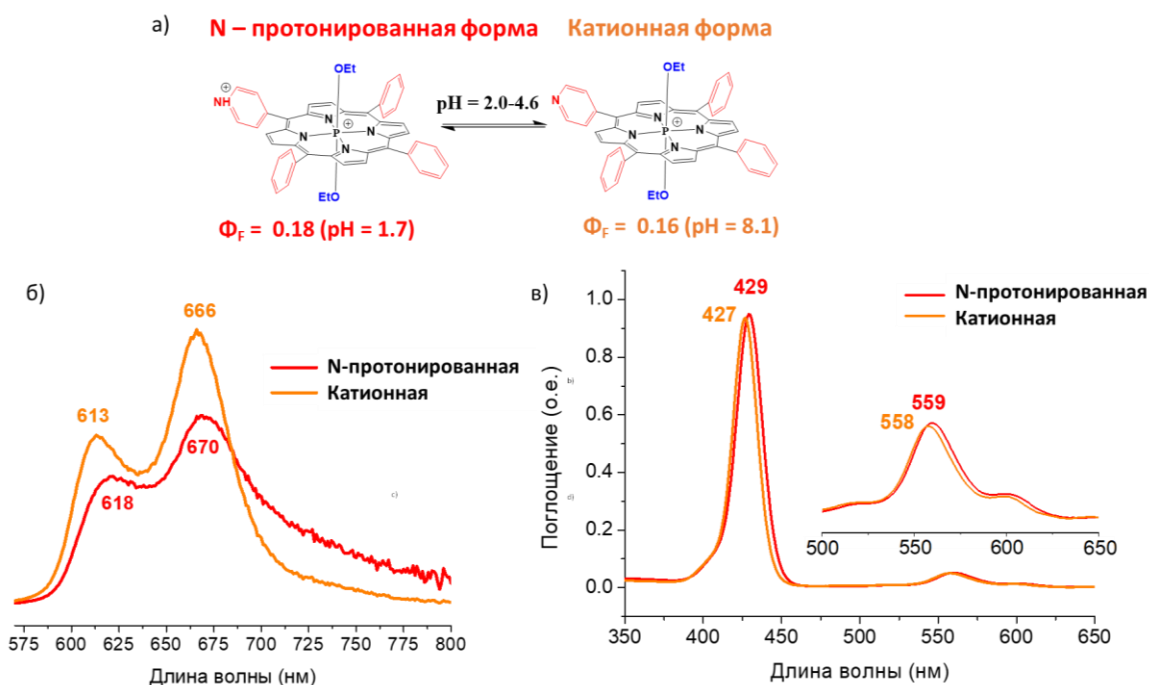 а) N – протонированная форма Катионная форма
OEt
OEt
NH
⊕
N
pH = 2.0-4.6
N
N
P
⊕
N
N
N
N
P
⊕
N
N
EtO
EtO
Φ_F = 0.18 (pH = 1.7)
Φ_F = 0.16 (pH = 8.1)
б)
666
N-протонированная
Катионная
613
670
618
c)
575 600 625 650 675 700 725 750 775 800
Длина волны (нм)
в)
429
N-протонированная
427
Катионная
1.0
0.8
0.6
0.4
0.2
0.0
Поглощение (о.е.)
b)
d)
559
558
500 550 600 650
350 400 450 500 550 600 650
Длина волны (нм)